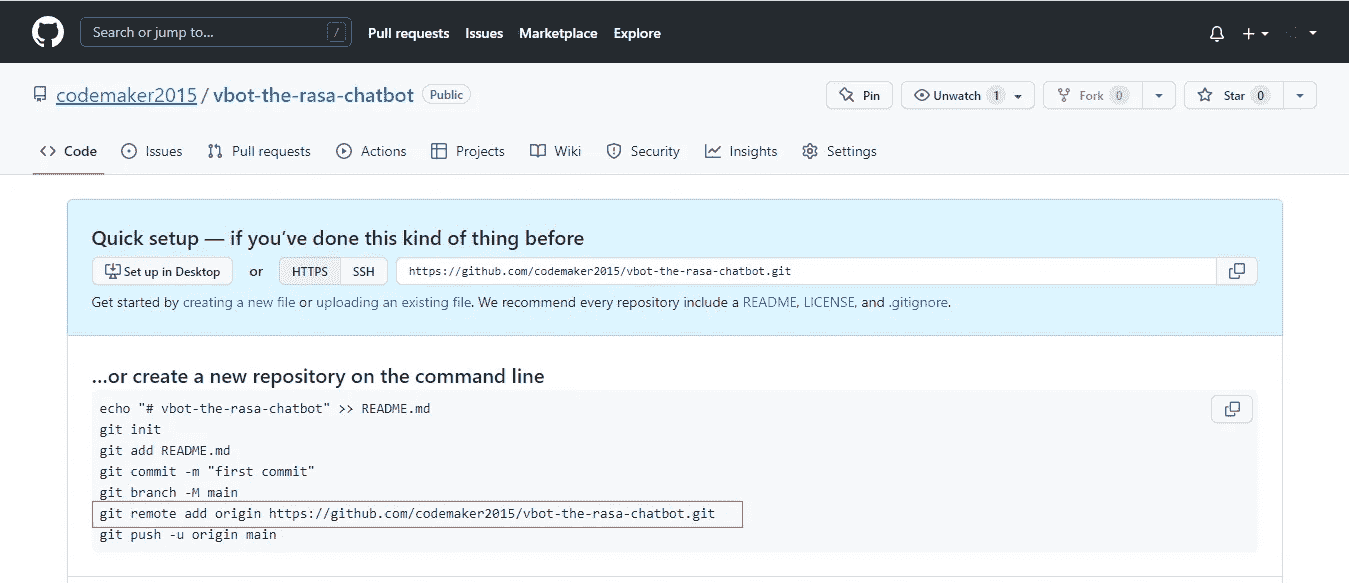 Search or jump to... / Pull requests Issues Marketplace Explore
codemaker2015 / vbot-the-rasa-chatbot Public Pin Unwatch 1 Fork 0 Star 0
Code Issues Pull requests Actions Projects Wiki Security Insights Settings
Quick setup — if you’ve done this kind of thing before
Set up in Desktop or HTTPS SSH https://github.com/codemaker2015/vbot-the-rasa-chatbot.git
Get started by creating a new file or uploading an existing file. We recommend every repository include a README, LICENSE, and .gitignore.
...or create a new repository on the command line
echo "# vbot-the-rasa-chatbot" >> README.md
git init
git add README.md
git commit -m "first commit"
git branch -M main
git remote add origin https://github.com/codemaker2015/vbot-the-rasa-chatbot.git
git push -u origin main